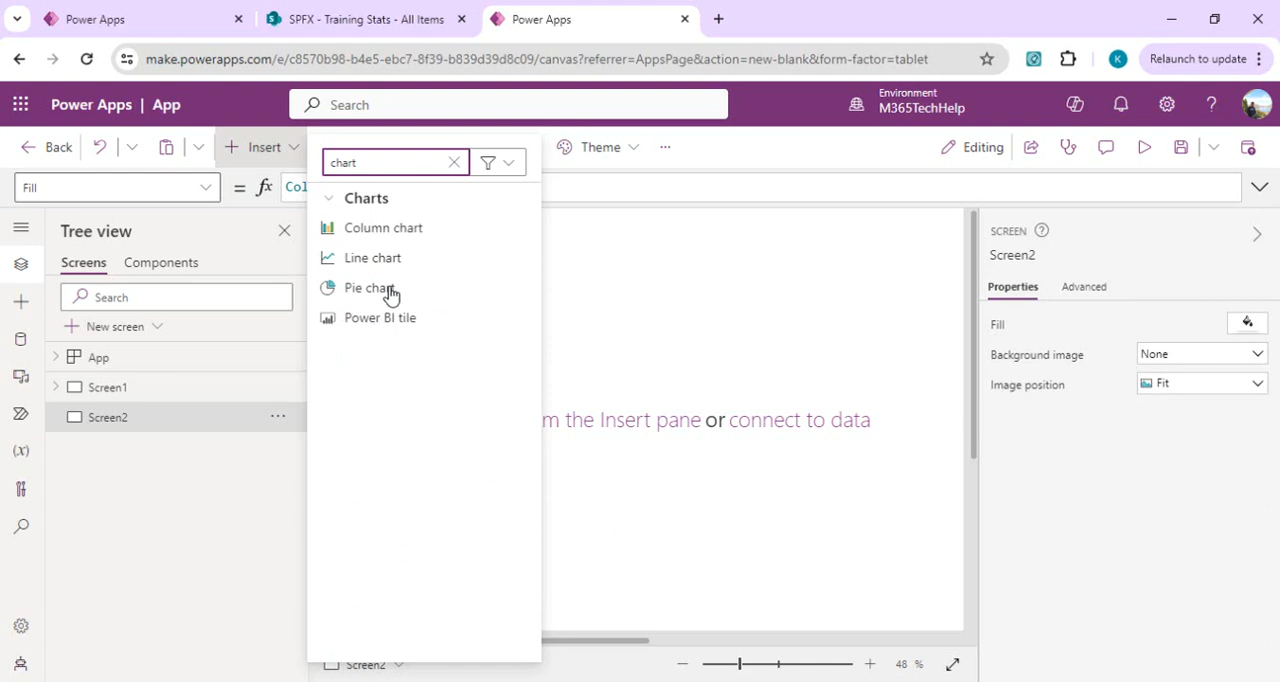 Power Apps
SPFX - Training Stats - All Items
Power Apps
make.powerapps.com/e/c8570b98-b4e5-ebc7-8f39-b839d39d8c09/canvas?referrer=AppsPage&action=new-blank&form-factor=tablet
K
Relaunch to update
Power Apps | App
Search
Environment
M365TechHelp
Back
Insert
Theme
Editing
chart
Fill
= fx
Col
Charts
Column chart
Line chart
Pie chart
Power BI tile
Tree view
Screens
Components
Search
New screen
App
Screen1
Screen2
m the Insert pane or connect to data
SCREEN
Screen2
Properties
Advanced
Fill
Background image
None
Image position
Fit
Screen2
48 %